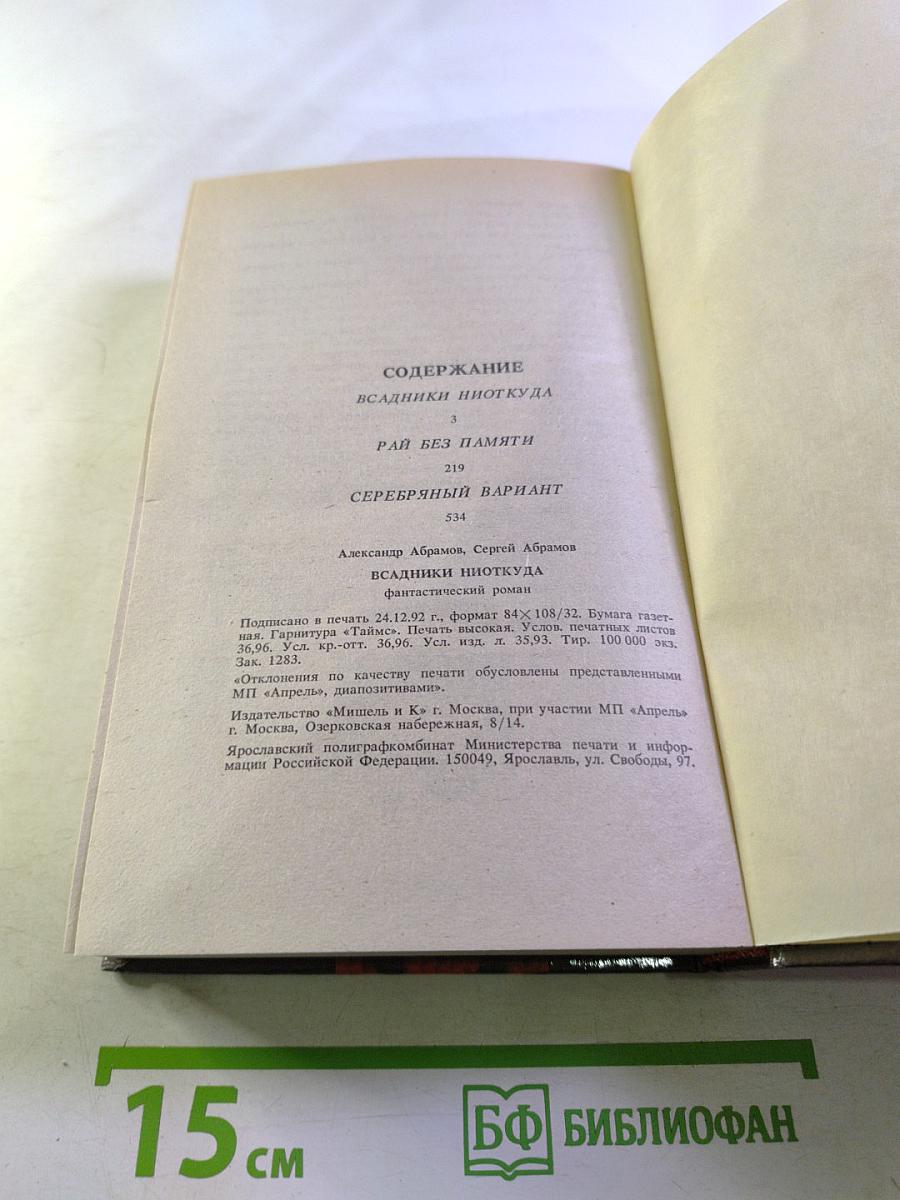 СОДЕРЖАНИЕ
ВСАДНИКИ НИОТКУДА
3
РАЙ БЕЗ ПАМЯТИ
219
СЕРЕБРЯНЫЙ ВАРИАНТ
534
Александр Абрамов, Сергей Абрамов
ВСАДНИКИ НИОТКУДА
фантастический роман
Подписано в печать 24.12.92 г., формат 84×108/32. Бумага газет-
ная. Гарнитура «Таймс». Печать высокая. Услов. печатных листов
36,96. Усл. кр.-отт. 36,96. Усл. изд. л. 35,93. Тир. 100 000 экз.
Зак. 1283.
«Отклонения по качеству печати обусловлены представленными
МП «Апрель», диапозитивами».
Издательство «Мишель и К» г. Москва, при участии МП «Апрель»
г. Москва, Озерковская набережная, 8/14.
Ярославский полиграфкомбинат Министерства печати и инфор-
мации Российской Федерации. 150049, Ярославль, ул. Свободы, 97.
15 см
БФ БИБЛИОФАН